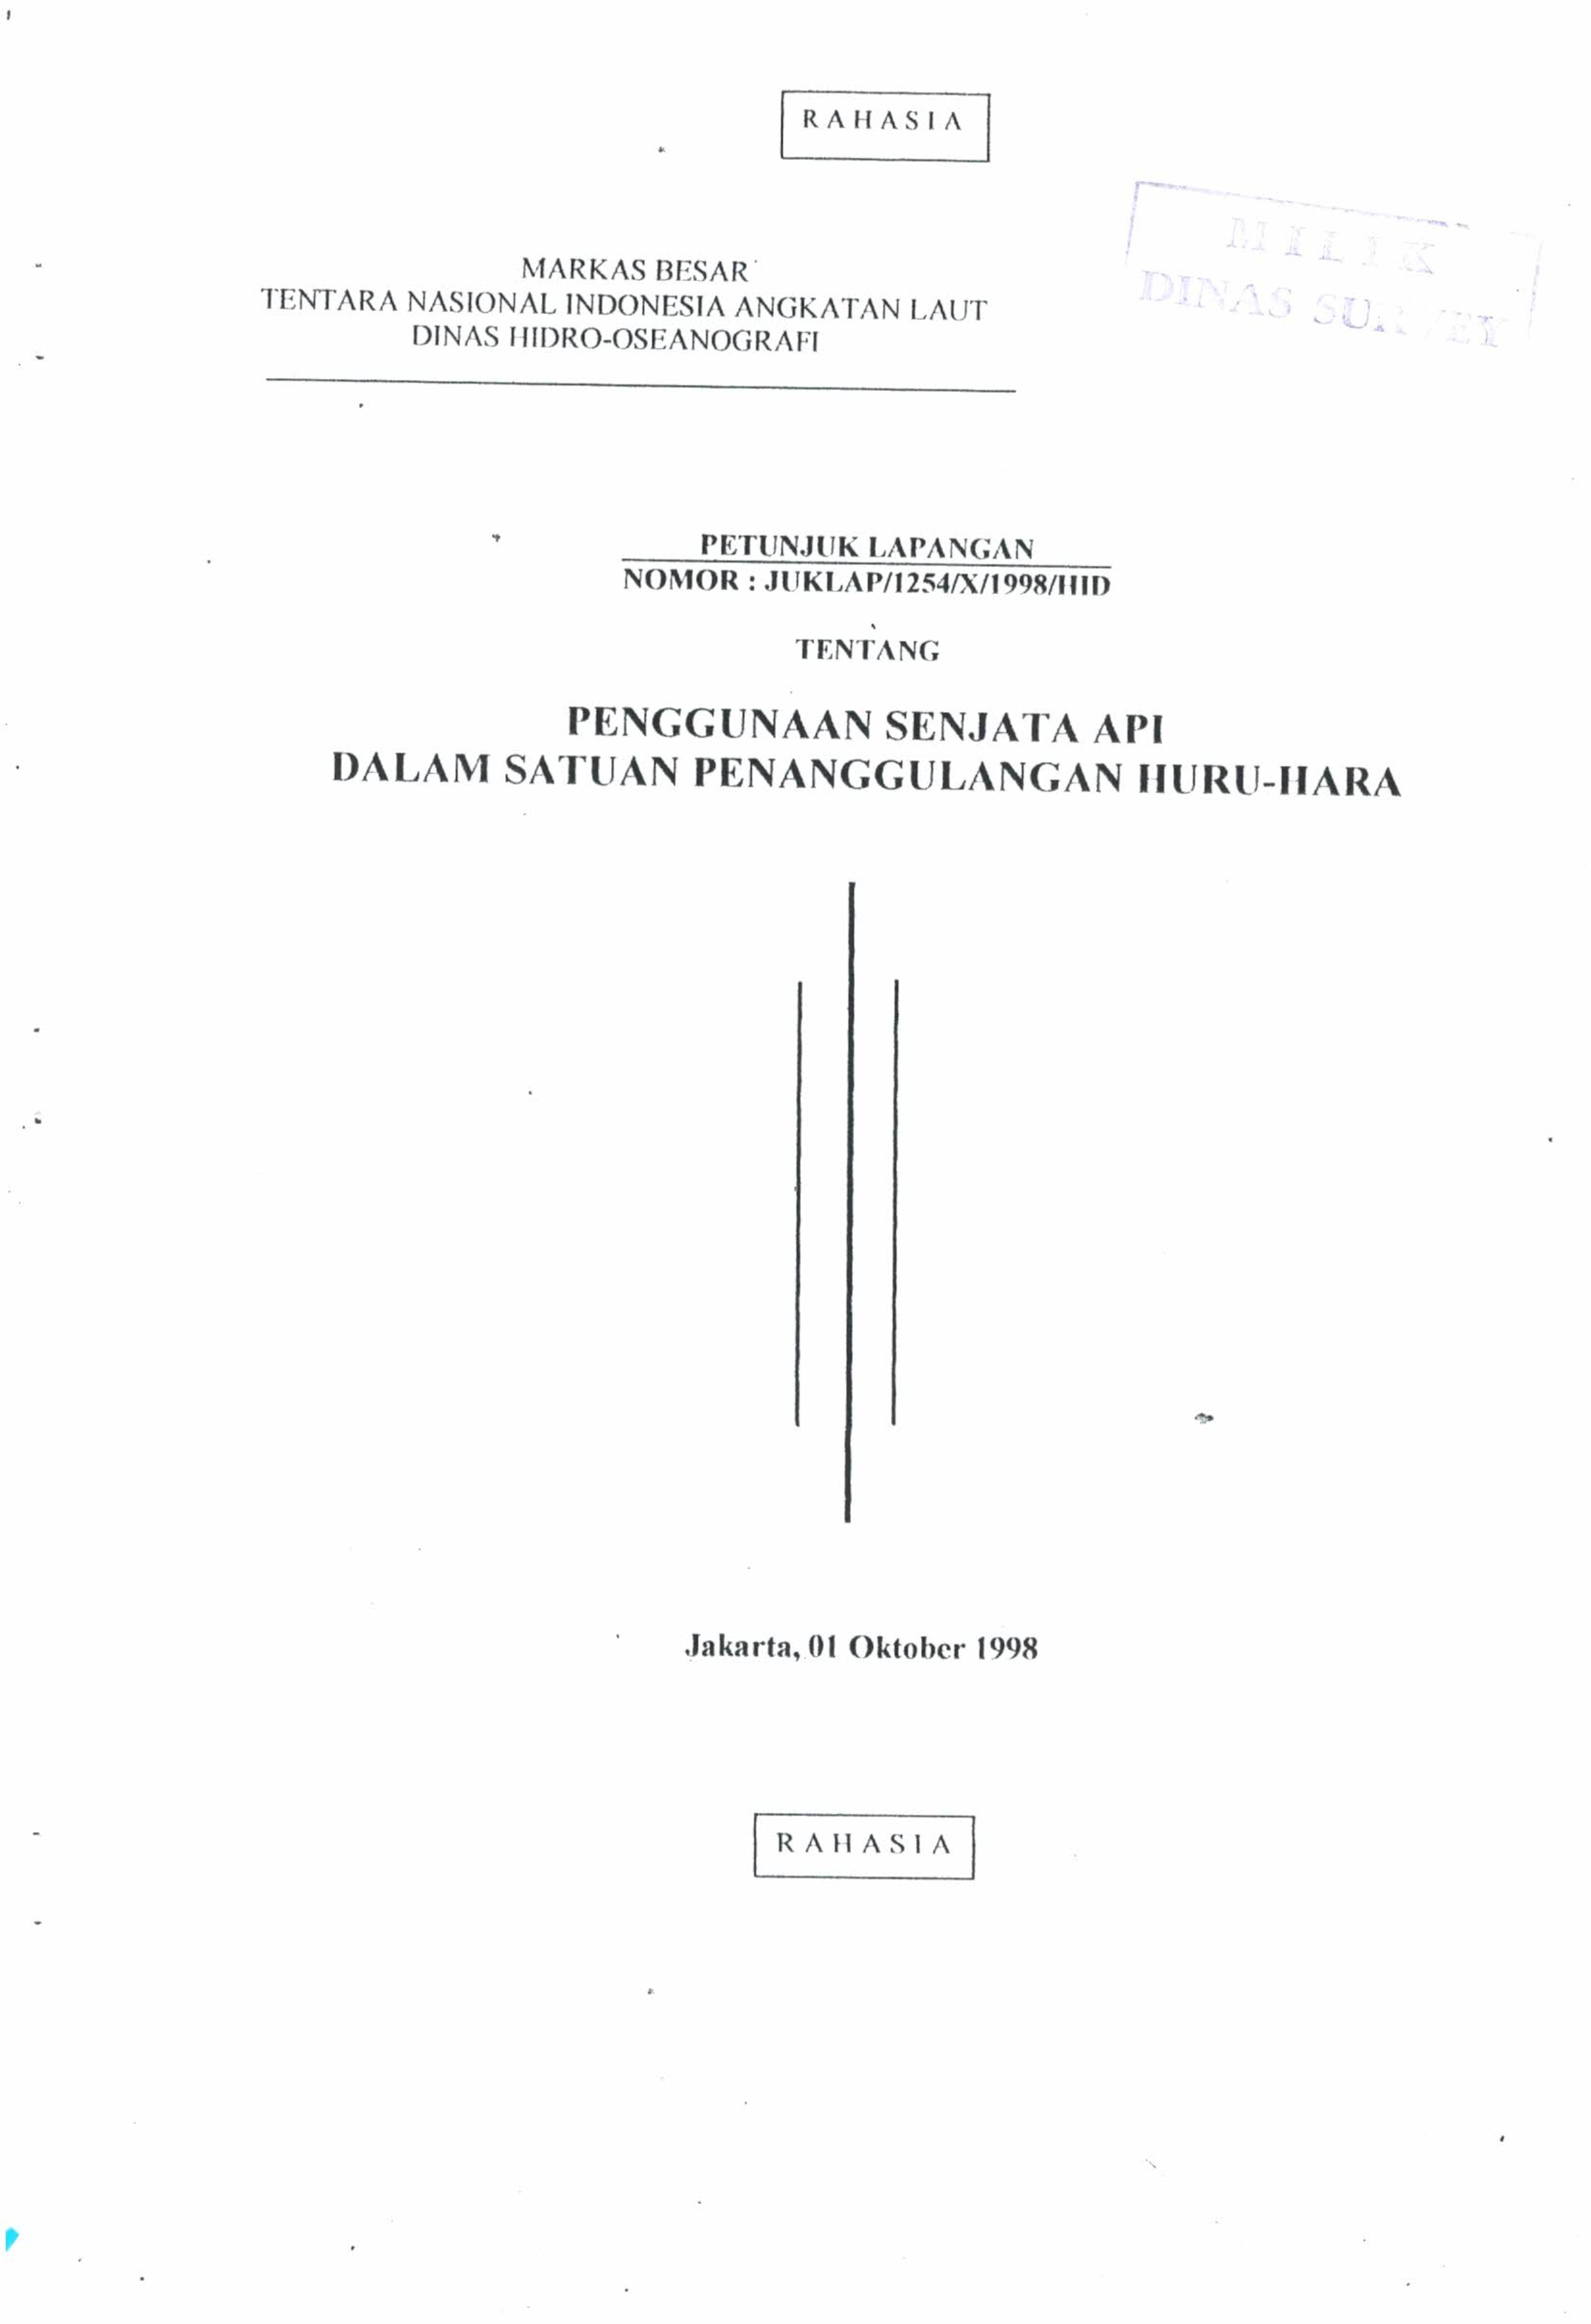 RAHASIA
MILIK
DINAS SURVEY
MARKAS BESAR
TENTARA NASIONAL INDONESIA ANGKATAN LAUT
DINAS HIDRO-OSEANOGRAFI
PETUNJUK LAPANGAN
NOMOR : JUKLAP/1254/X/1998/HID
TENTANG
PENGGUNAAN SENJATA API
DALAM SATUAN PENANGGULANGAN HURU-HARA
Jakarta, 01 Oktober 1998
RAHASIA